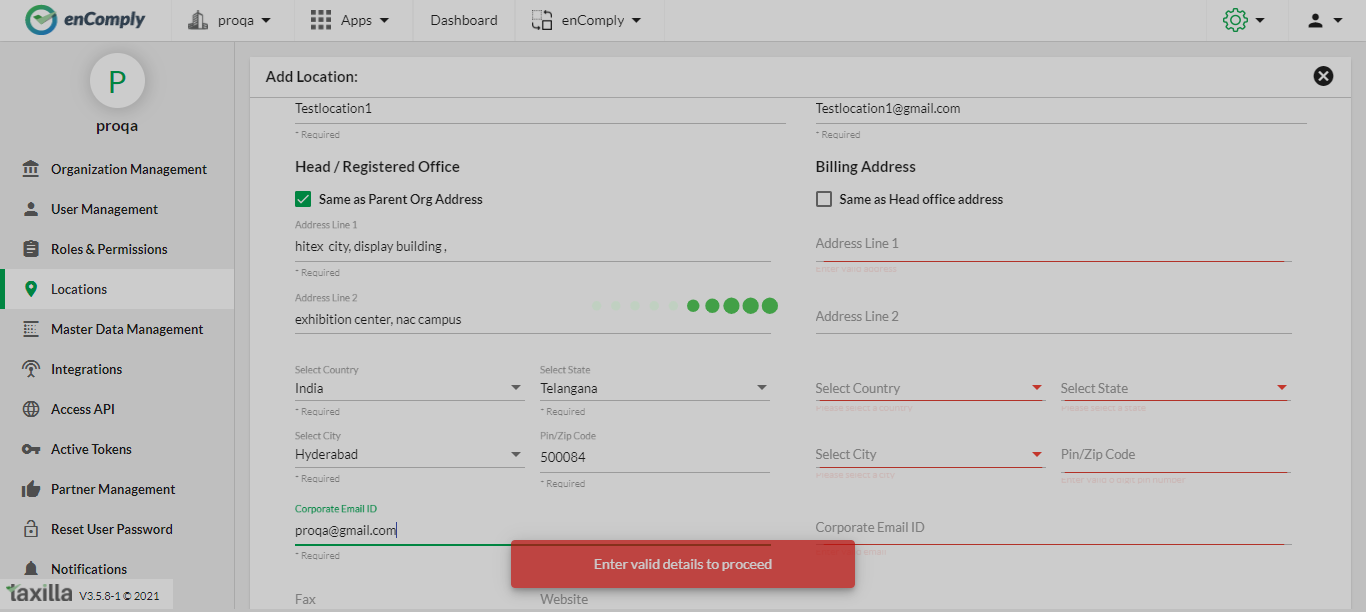 enComply
proqa
Apps
Dashboard
enComply
P
proqa
Organization Management
User Management
Roles & Permissions
Locations
Master Data Management
Integrations
Access API
Active Tokens
Partner Management
Reset User Password
Notifications
taxilla V3.5.8-1 © 2021
Add Location:
Testlocation1
* Required
Testlocation1@gmail.com
* Required
Head / Registered Office
Same as Parent Org Address
Address Line 1
hitex city, display building ,
* Required
Address Line 2
exhibition center, nac campus
Select Country
India
* Required
Select State
Telangana
* Required
Select City
Hyderabad
* Required
Pin/Zip Code
500084
* Required
Corporate Email ID
proqa@gmail.com
* Required
Fax
Website
Billing Address
Same as Head office address
Address Line 1
Enter valid address
Address Line 2
Select Country
Please select a country
Select State
Please select a state
Select City
Please select a city
Pin/Zip Code
Enter valid 6 digit pin number
Corporate Email ID
email
Enter valid details to proceed